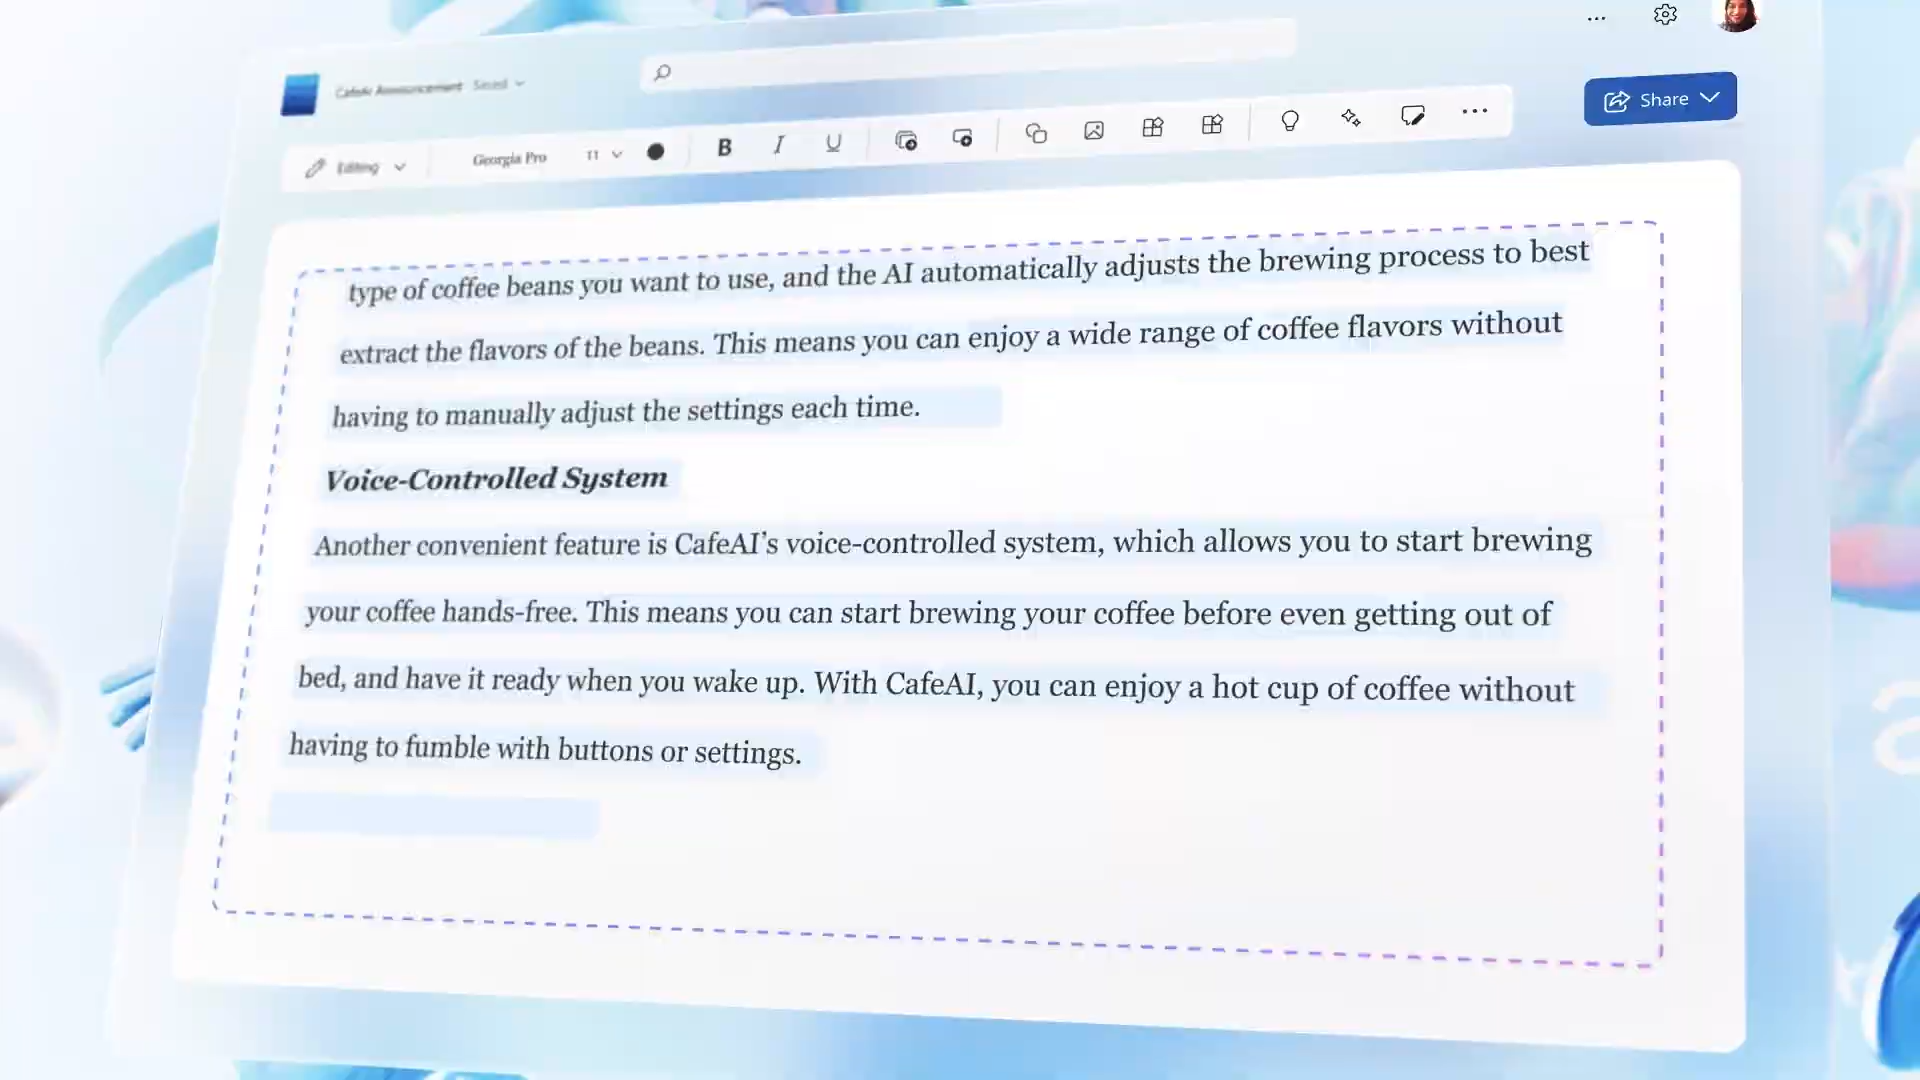 CafeAI Announcement Saved
Share
Editing Georgia Pro 11 B I U
type of coffee beans you want to use, and the AI automatically adjusts the brewing process to best
extract the flavors of the beans. This means you can enjoy a wide range of coffee flavors without
having to manually adjust the settings each time.
Voice-Controlled System
Another convenient feature is CafeAI’s voice-controlled system, which allows you to start brewing
your coffee hands-free. This means you can start brewing your coffee before even getting out of
bed, and have it ready when you wake up. With CafeAI, you can enjoy a hot cup of coffee without
having to fumble with buttons or settings.